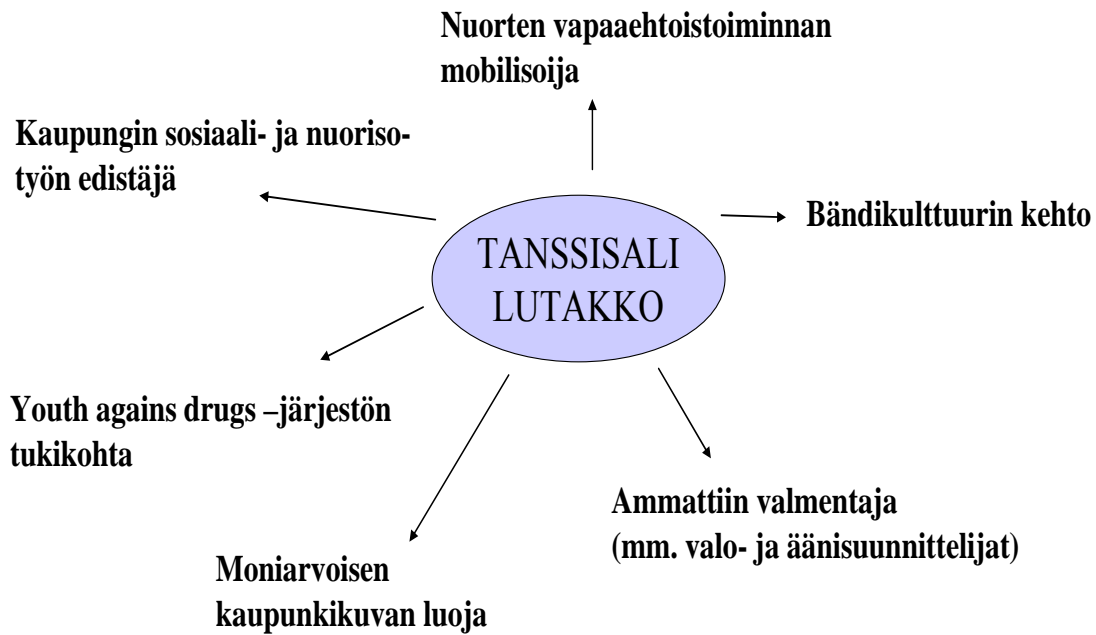 Nuorten vapaaehtoistoiminnan
mobilisoija
Kaupungin sosiaali- ja nuoriso-
työn edistäjä
Bändikulttuurin kehto
TANSSISALI
LUTAKKO
Youth agains drugs –järjestön
tukikohta
Ammattiin valmentaja
(mm. valo- ja äänisuunnittelijat)
Moniarvoisen
kaupunkikuvan luoja